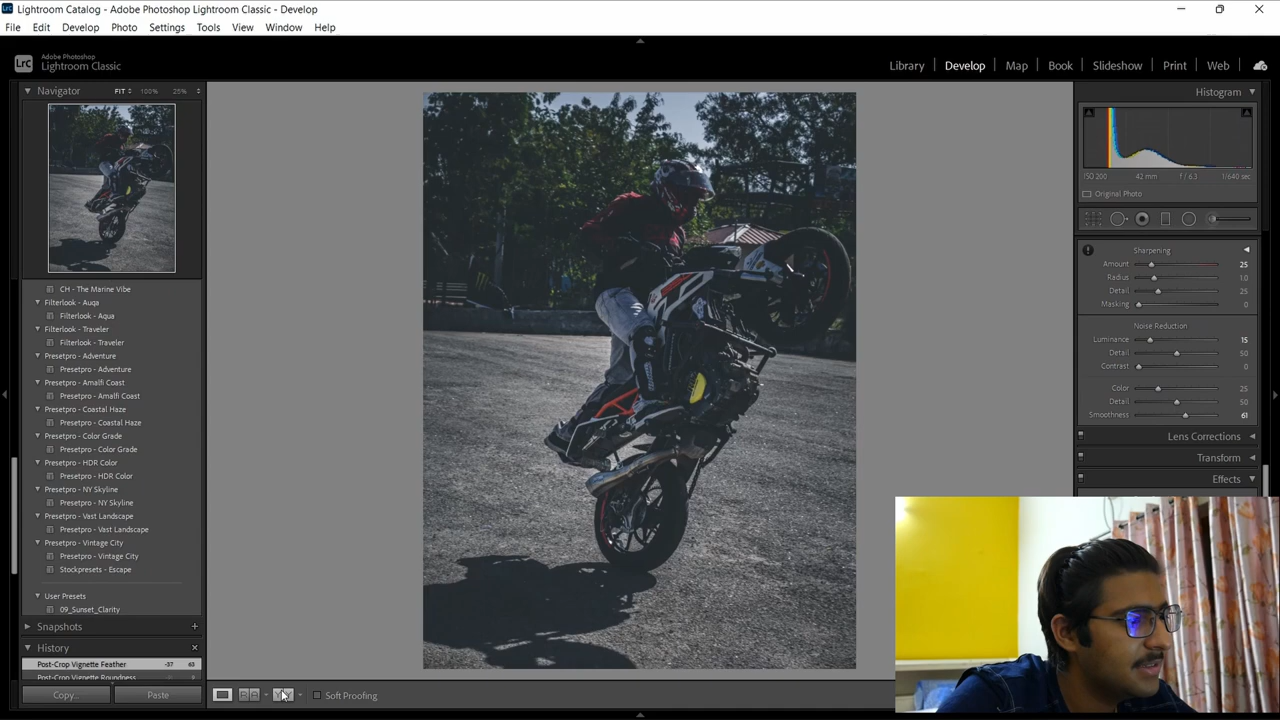 Lightroom Catalog - Adobe Photoshop Lightroom Classic - Develop
File Edit Develop Photo Settings Tools View Window Help
LrC
Adobe Photoshop
Lightroom Classic
Library Develop Map Book Slideshow Print Web
Navigator FIT 100% 25%
CH - The Marine Vibe
Filterlook - Auqa
Filterlook - Aqua
Filterlook - Traveler
Filterlook - Traveler
Presetpro - Adventure
Presetpro - Adventure
Presetpro - Amalfi Coast
Presetpro - Amalfi Coast
Presetpro - Coastal Haze
Presetpro - Coastal Haze
Presetpro - Color Grade
Presetpro - Color Grade
Presetpro - HDR Color
Presetpro - HDR Color
Presetpro - NY Skyline
Presetpro - NY Skyline
Presetpro - Vast Landscape
Presetpro - Vast Landscape
Presetpro - Vintage City
Presetpro - Vintage City
Stockpresets - Escape
User Presets
09_Sunset_Clarity
Snapshots
History
Post-Crop Vignette Feather -37 63
Post-Crop Vignette Roundness
Copy... Paste
Soft Proofing
Histogram
ISO 200 42 mm f / 6.3 1/640 sec
Original Photo
Sharpening
Amount 25
Radius 1.0
Detail 25
Masking 0
Noise Reduction
Luminance 15
Detail 50
Contrast 0
Color 25
Detail 50
Smoothness 61
Lens Corrections
Transform
Effects